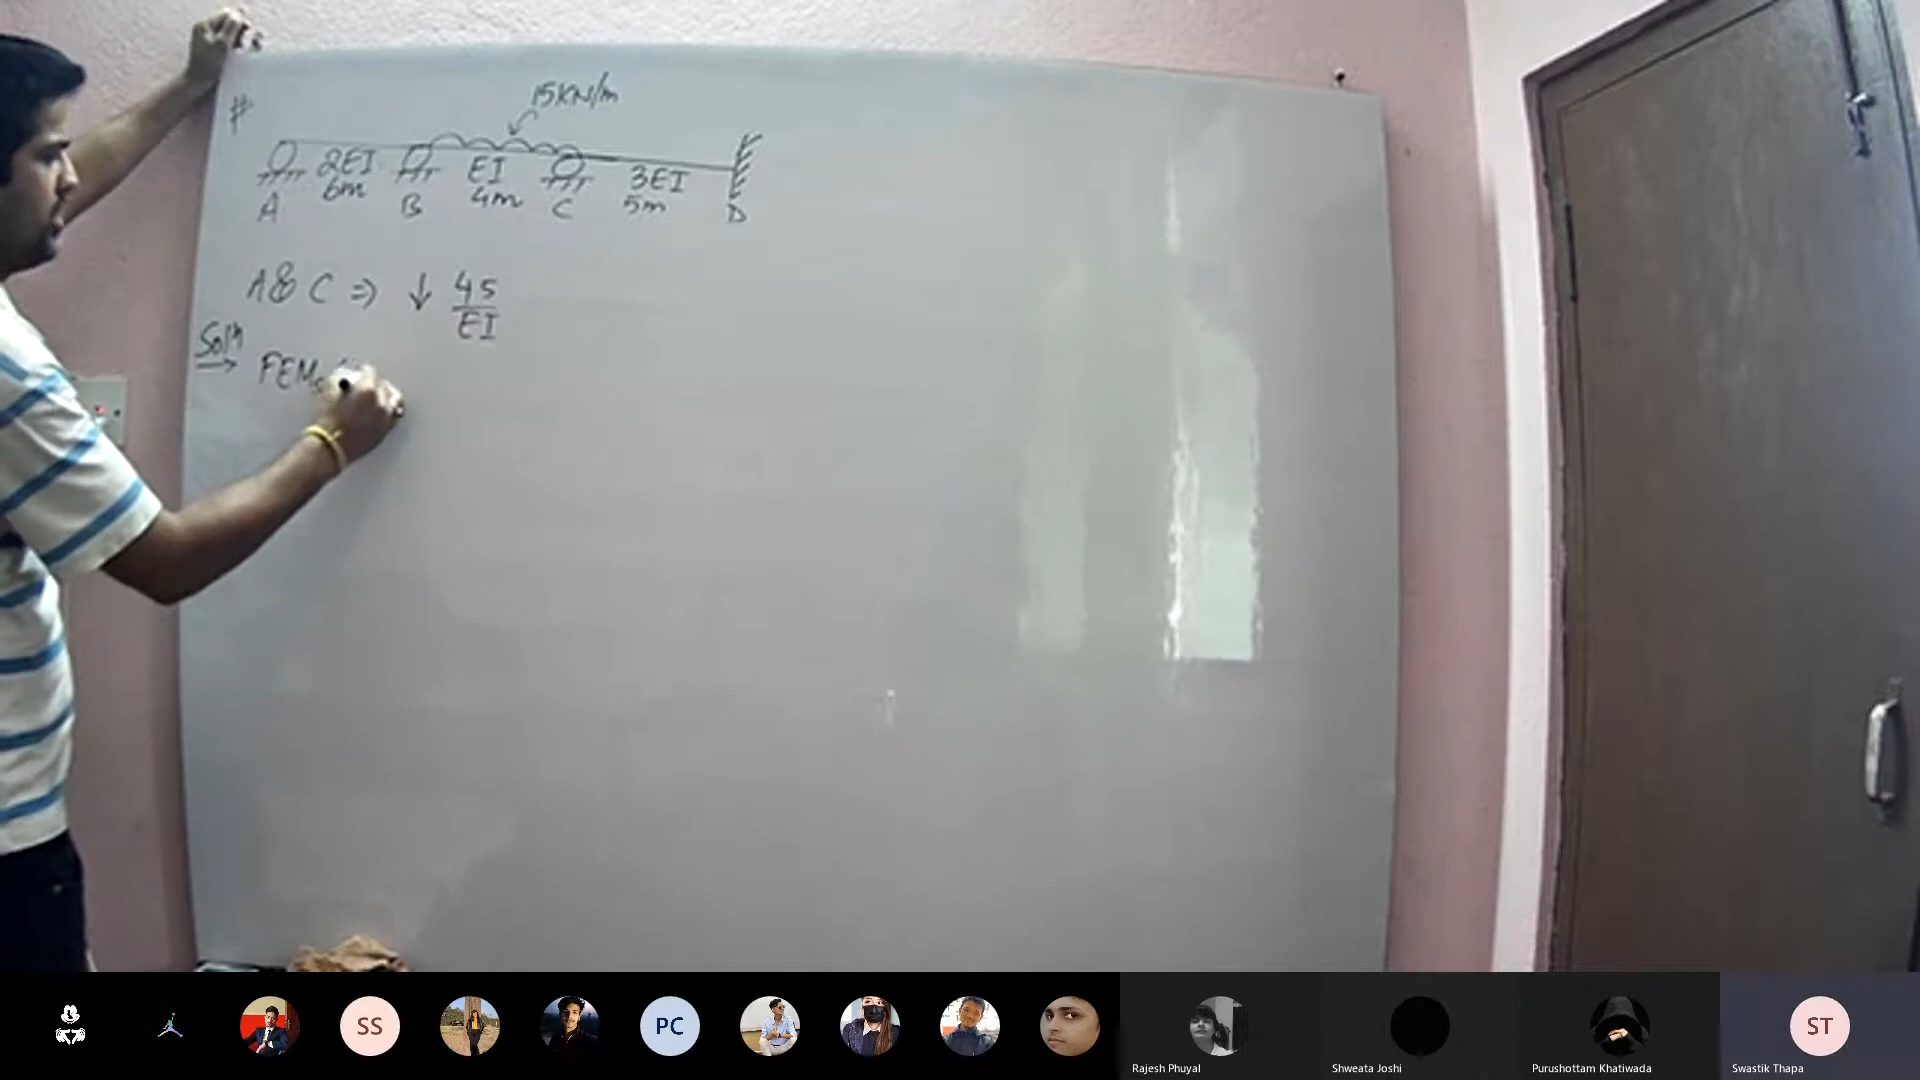 #
15KN/m
2EI EI 3EI
6m 4m 5m
A B C D
A & C ⇒ ↓ 45/EI
Solⁿ
→ FEMs
SS
PC
ST
Rajesh Phuyal
Shweata Joshi
Purushottam Khatiwada
Swastik Thapa